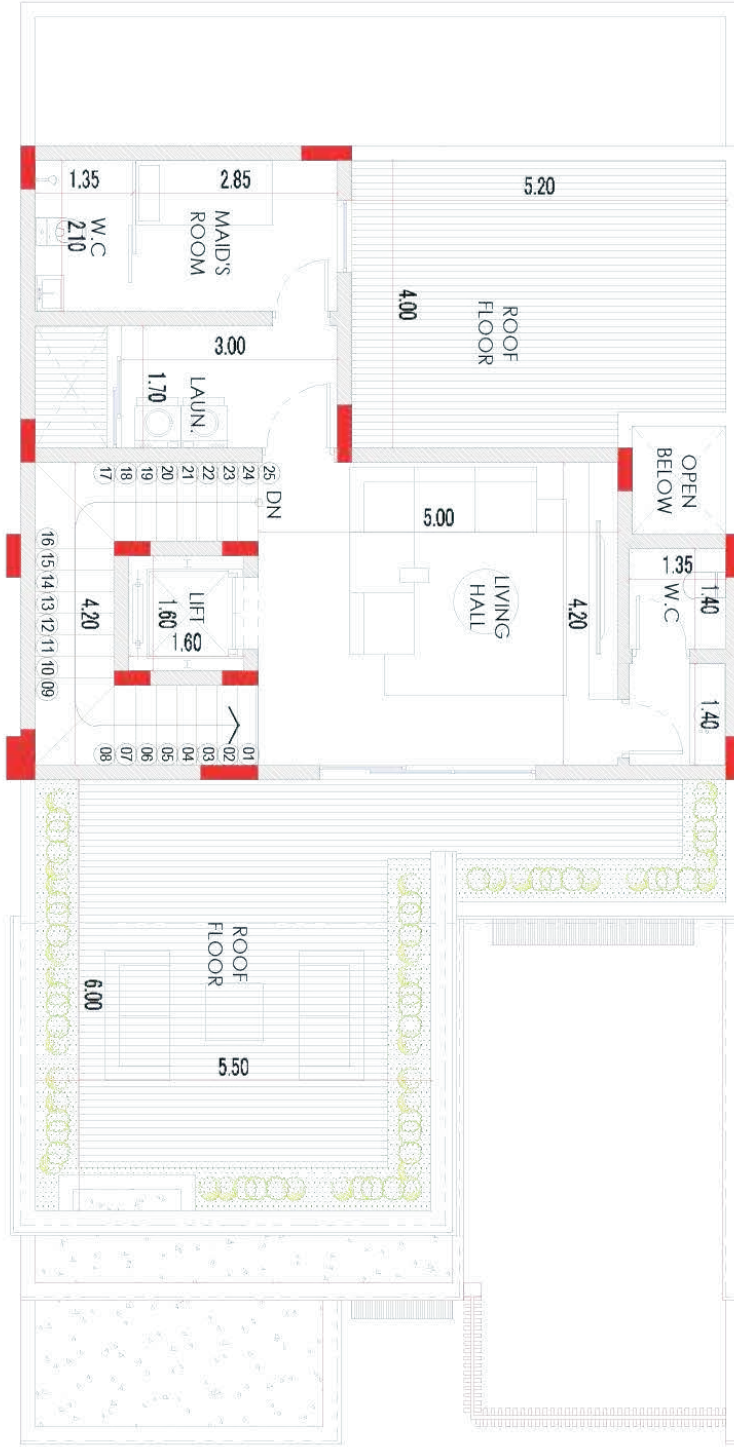 5.20
ROOF
FLOOR
4.00
1.35
2.85
W.C
2.10
MAID'S
ROOM
3.00
LAUN.
1.70
OPEN
BELOW
1.35
1.40
W.C
1.40
5.00
LIVING
HALL
4.20
DN
25
24
23
22
21
20
19
18
17
16 15 14 13 12 11 10 09
4.20
LIFT
1.60
1.60
01
02
03
04
05
06
07
08
ROOF
FLOOR
6.00
5.50